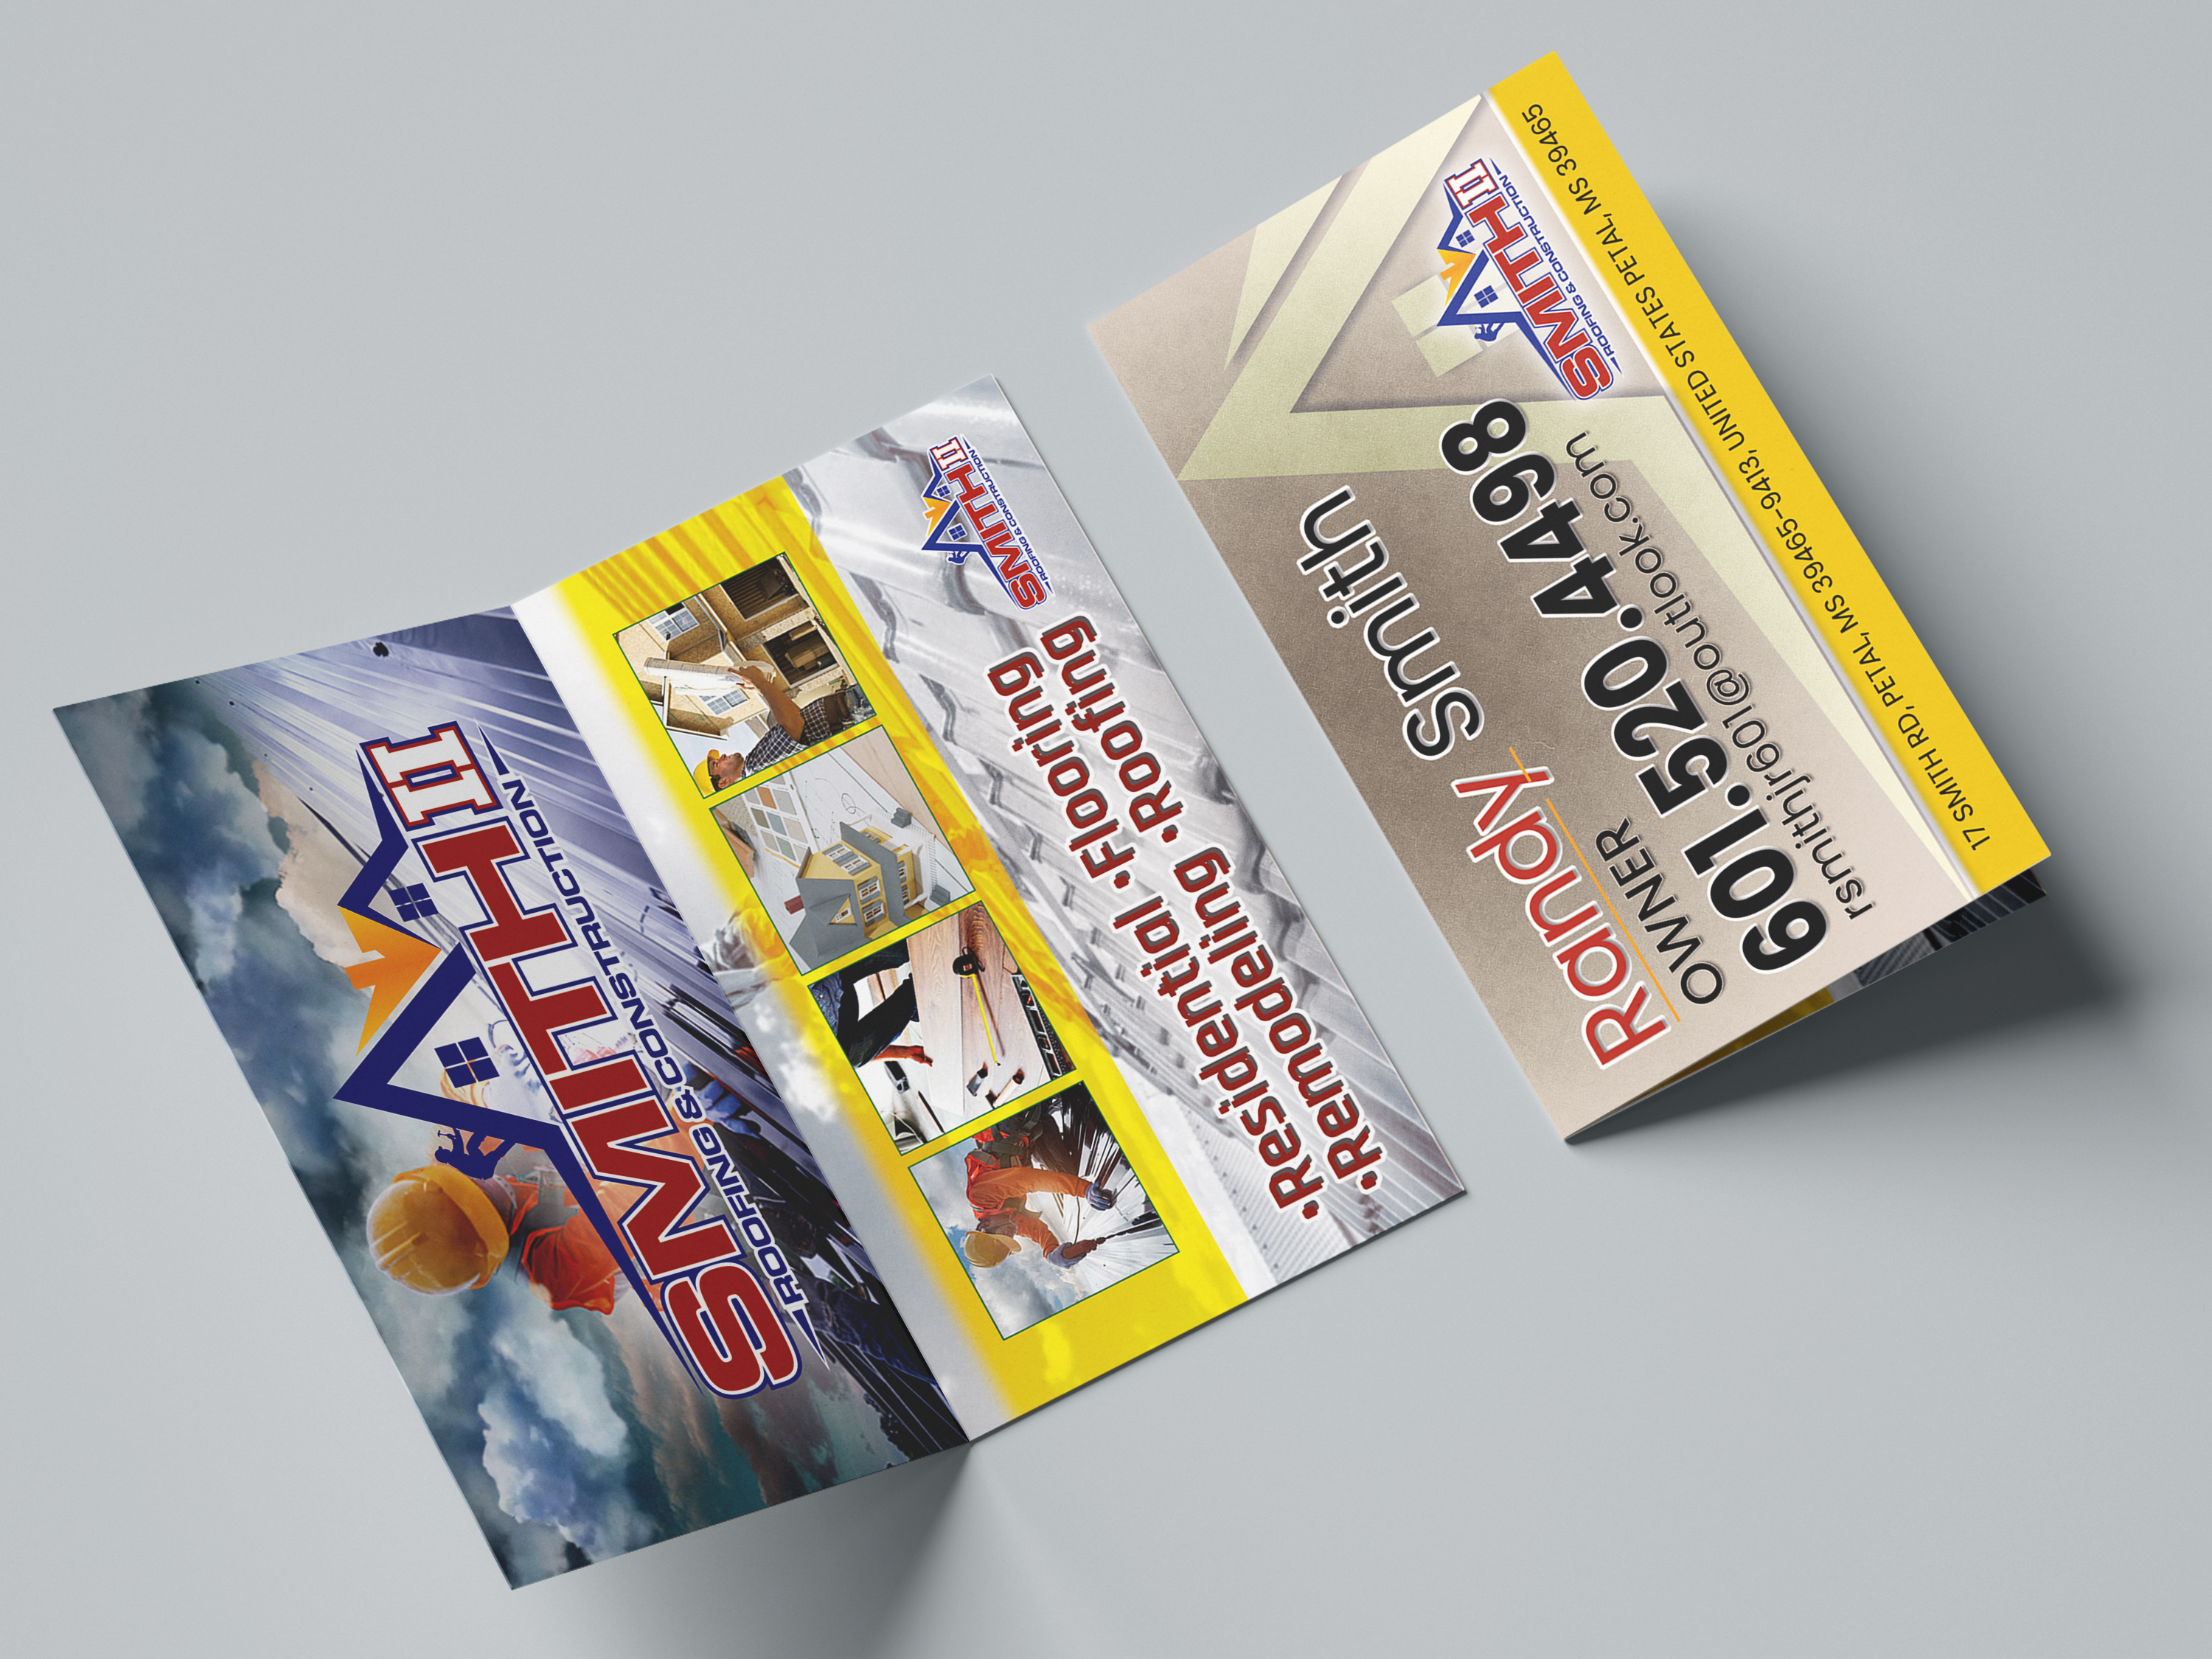 SMITH II
ROOFING & CONSTRUCTION
SMITH II
ROOFING & CONSTRUCTION
•Residential •Flooring
•Remodeling •Roofing
SMITH II
ROOFING & CONSTRUCTION
Randy Smith
OWNER
601.520.4498
rsmithjr601@outlook.com
17 SMITH RD, PETAL, MS 39465-9413, UNITED STATES PETAL, MS 39465